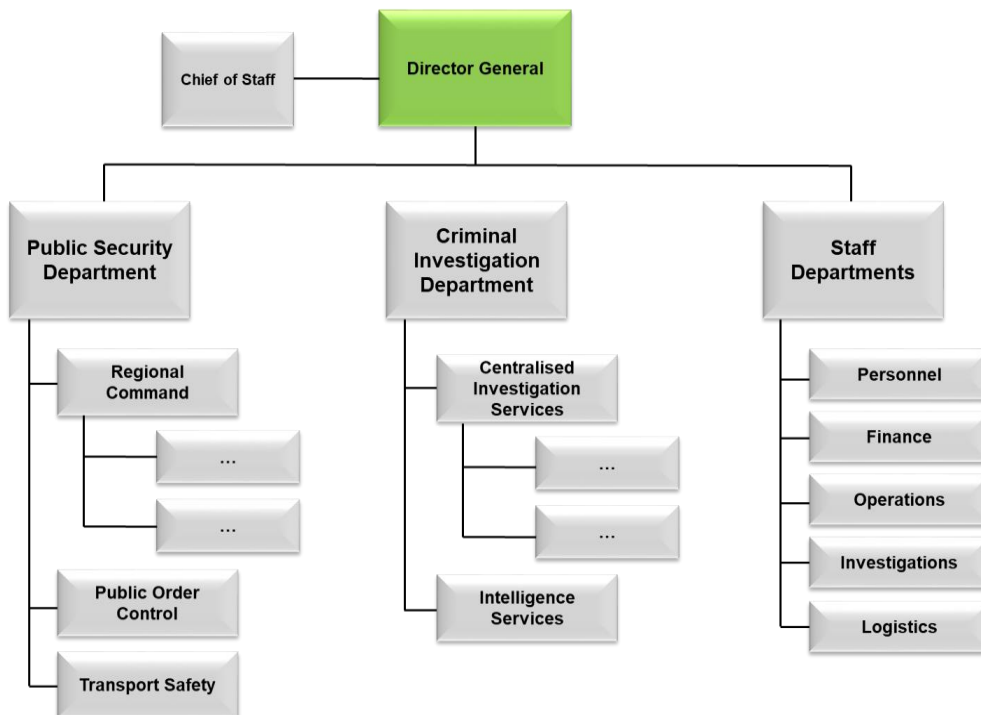 Chief of Staff
Director General
Public Security
Department
Criminal
Investigation
Department
Staff
Departments
Regional
Command
...
...
Public Order
Control
Transport Safety
Centralised
Investigation
Services
...
...
Intelligence
Services
Personnel
Finance
Operations
Investigations
Logistics